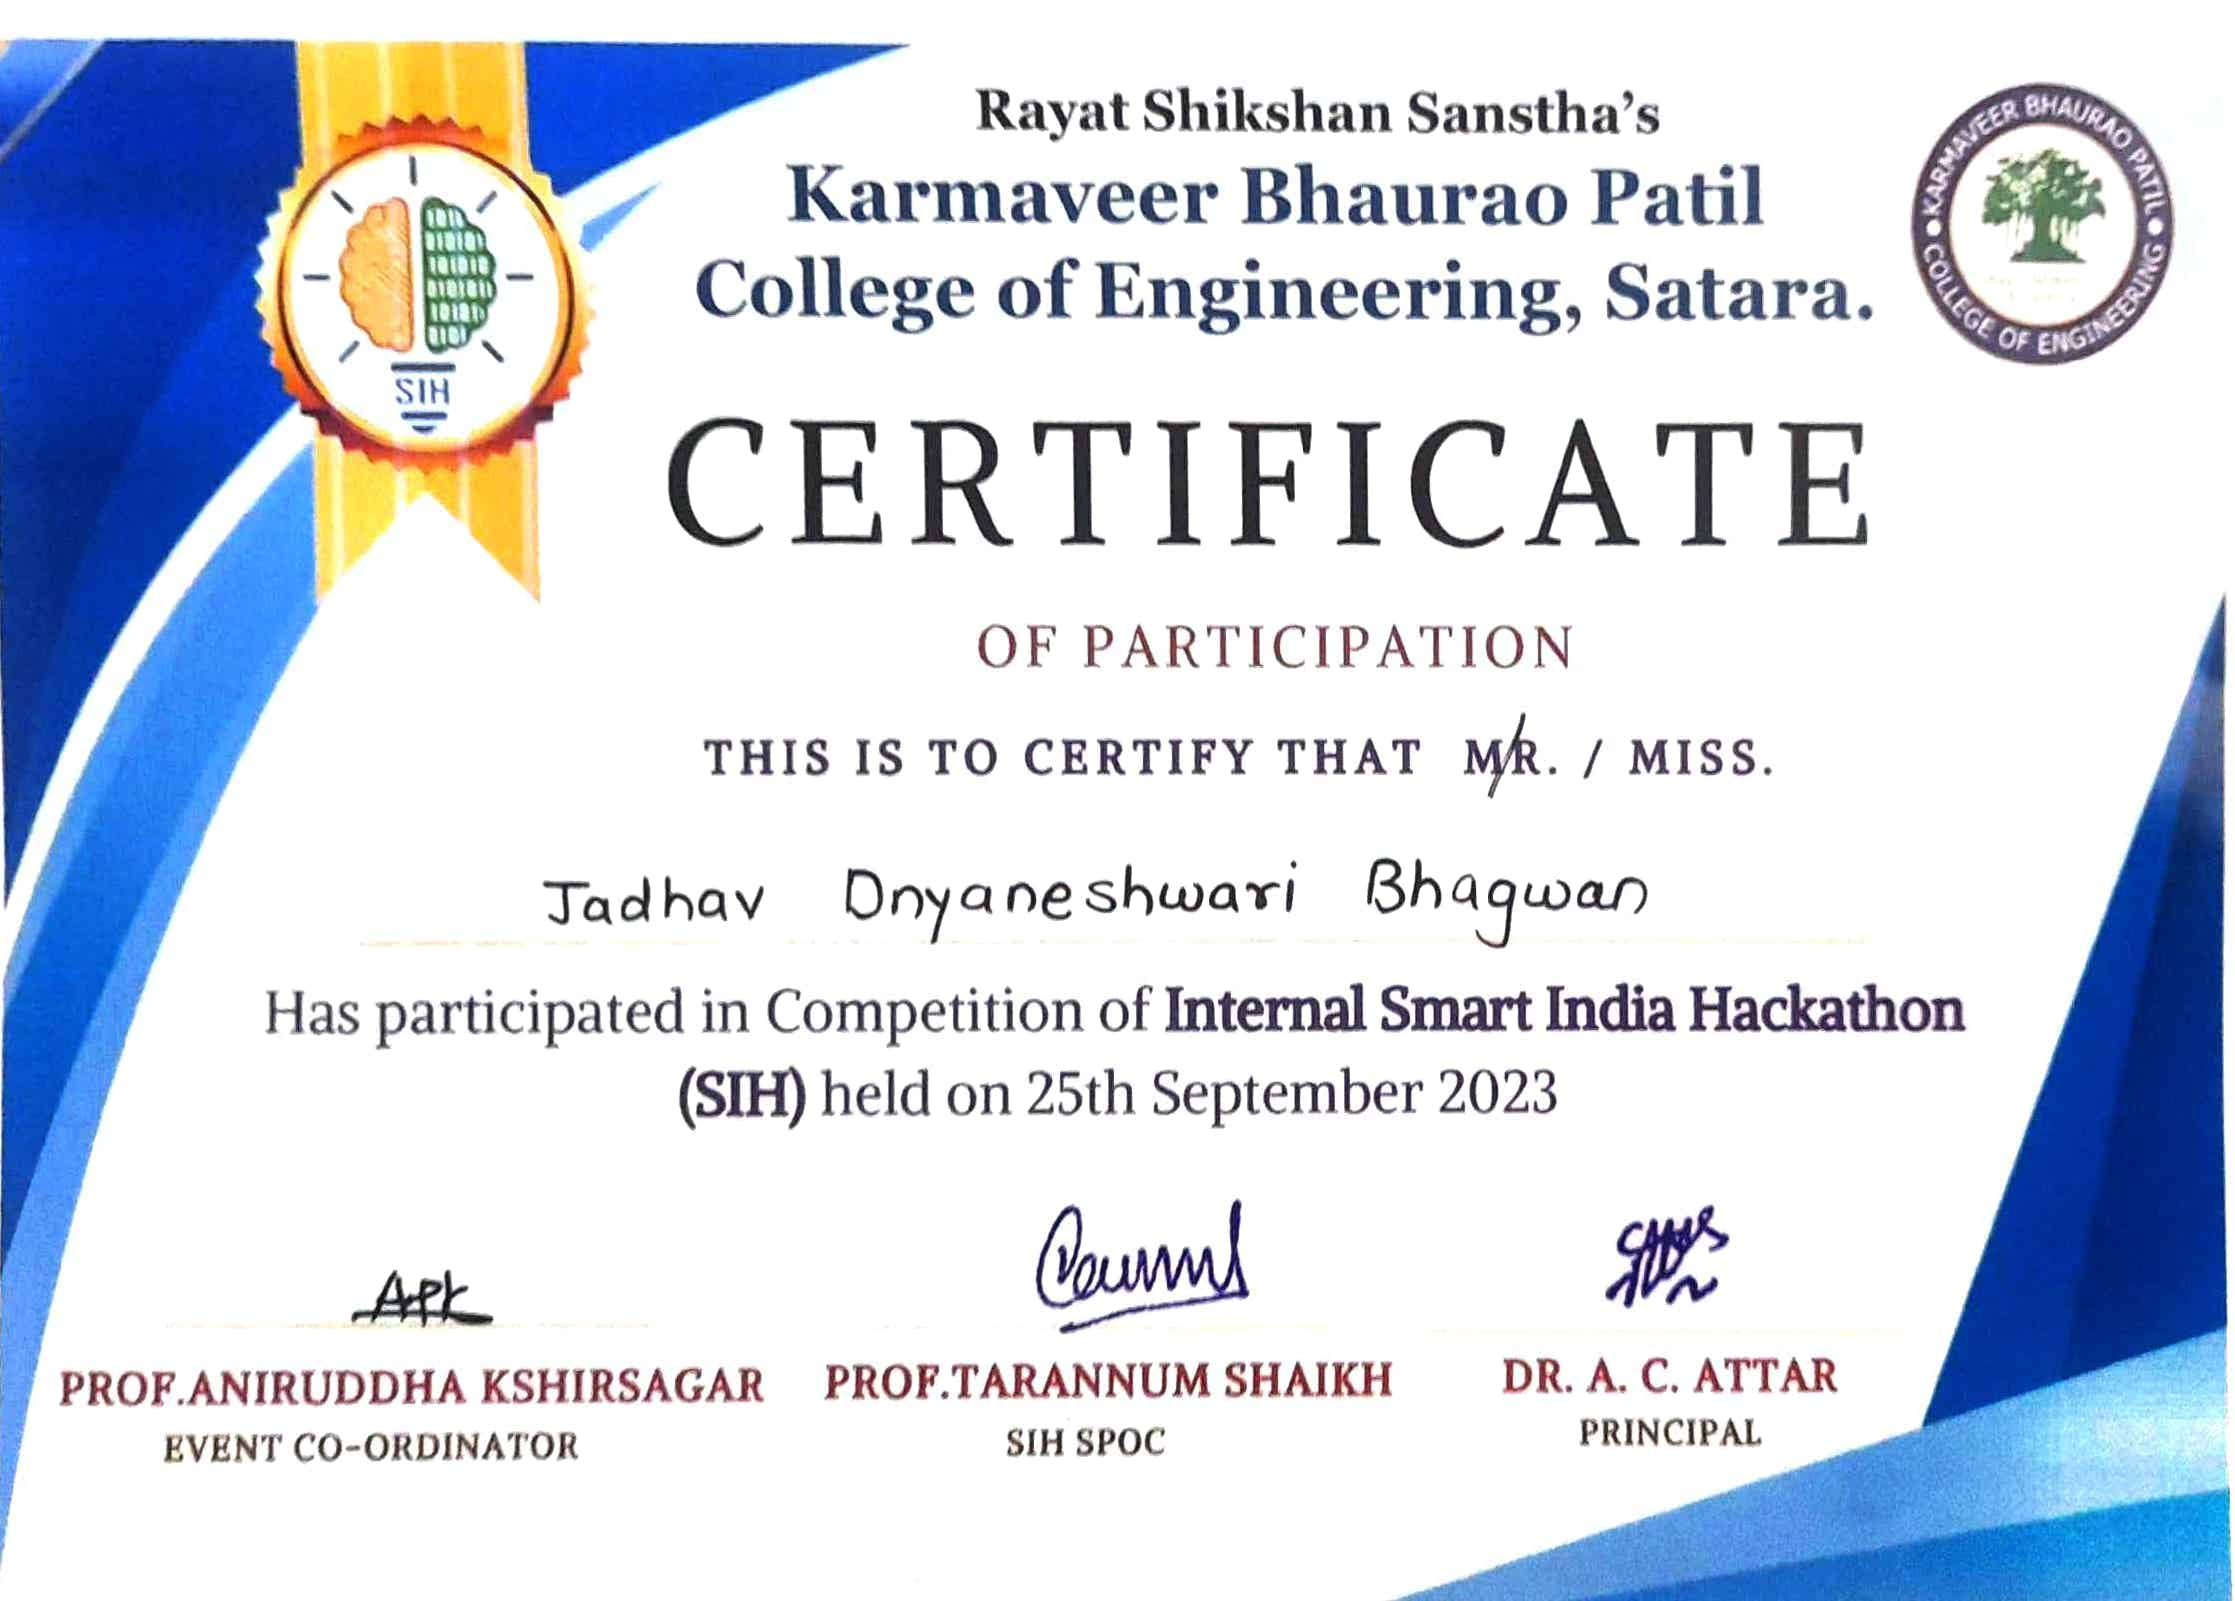 Rayat Shikshan Sanstha's
Karmaveer Bhaurao Patil
College of Engineering, Satara.
KARMAVEER BHAURAO PATIL
COLLEGE OF ENGINEERING
SIH
CERTIFICATE
OF PARTICIPATION
THIS IS TO CERTIFY THAT MR. / MISS.
Jadhav Dnyaneshwari Bhagwan
Has participated in Competition of Internal Smart India Hackathon
(SIH) held on 25th September 2023
PROF.ANIRUDDHA KSHIRSAGAR PROF.TARANNUM SHAIKH DR. A. C. ATTAR
EVENT CO-ORDINATOR SIH SPOC PRINCIPAL